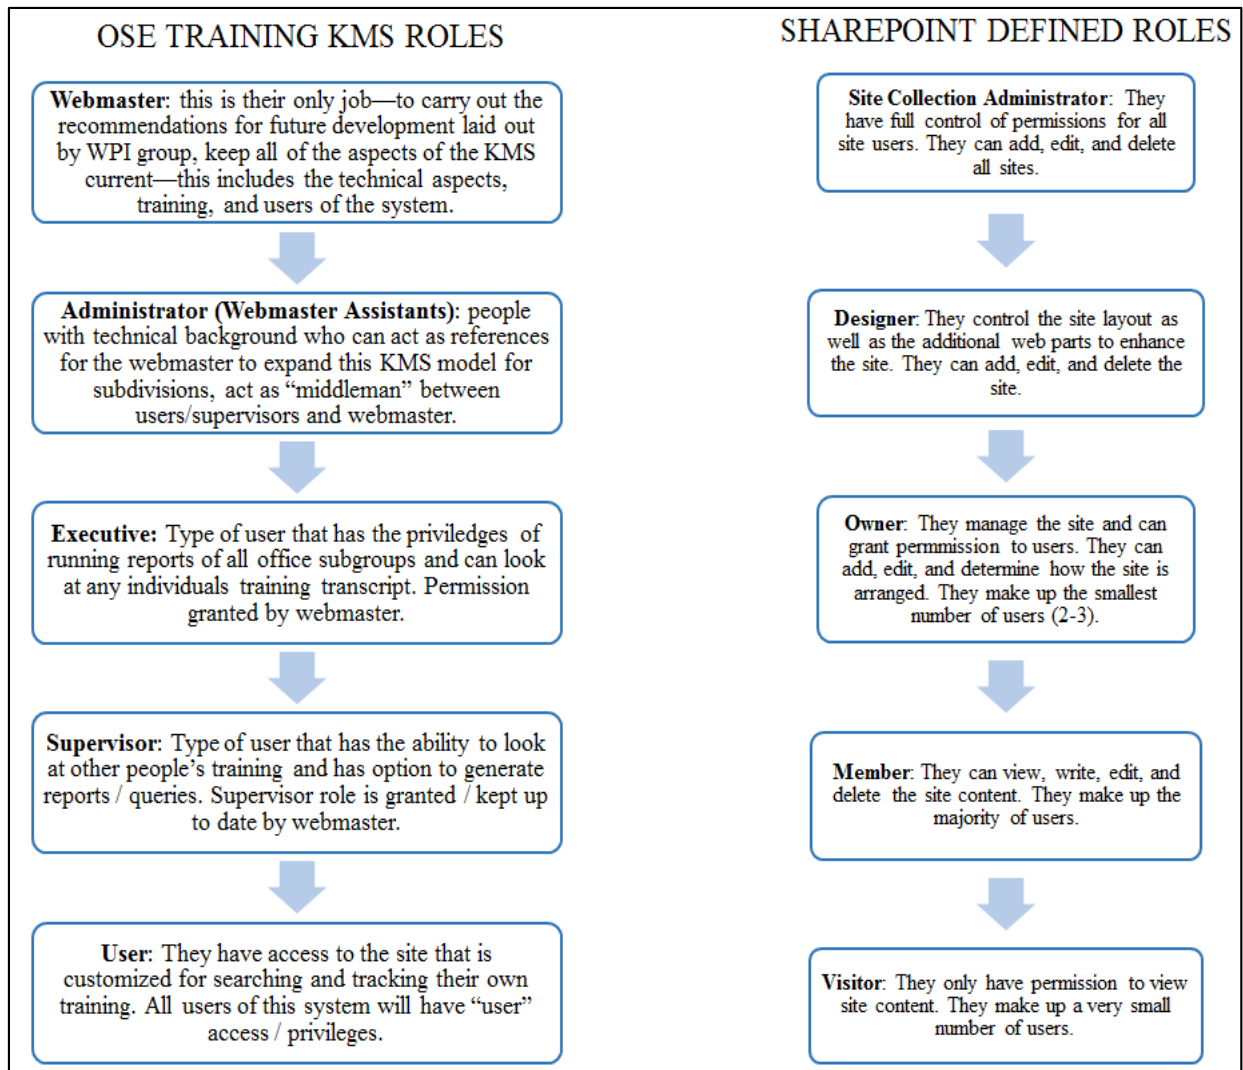 OSE TRAINING KMS ROLES
Webmaster: this is their only job—to carry out the
recommendations for future development laid out
by WPI group, keep all of the aspects of the KMS
current—this includes the technical aspects,
training, and users of the system.
Administrator (Webmaster Assistants): people
with technical background who can act as references
for the webmaster to expand this KMS model for
subdivisions, act as “middleman” between
users/supervisors and webmaster.
Executive: Type of user that has the priviledges of
running reports of all office subgroups and can look
at any individuals training transcript. Permission
granted by webmaster.
Supervisor: Type of user that has the ability to look
at other people’s training and has option to generate
reports / queries. Supervisor role is granted / kept up
to date by webmaster.
User: They have access to the site that is
customized for searching and tracking their own
training. All users of this system will have “user”
access / privileges.
SHAREPOINT DEFINED ROLES
Site Collection Administrator: They
have full control of permissions for all
site users. They can add, edit, and delete
all sites.
Designer: They control the site layout as
well as the additional web parts to enhance
the site. They can add, edit, and delete the
site.
Owner: They manage the site and can
grant permmission to users. They can
add, edit, and determine how the site is
arranged. They make up the smallest
number of users (2-3).
Member: They can view, write, edit, and
delete the site content. They make up the
majority of users.
Visitor: They only have permission to view
site content. They make up a very small
number of users.